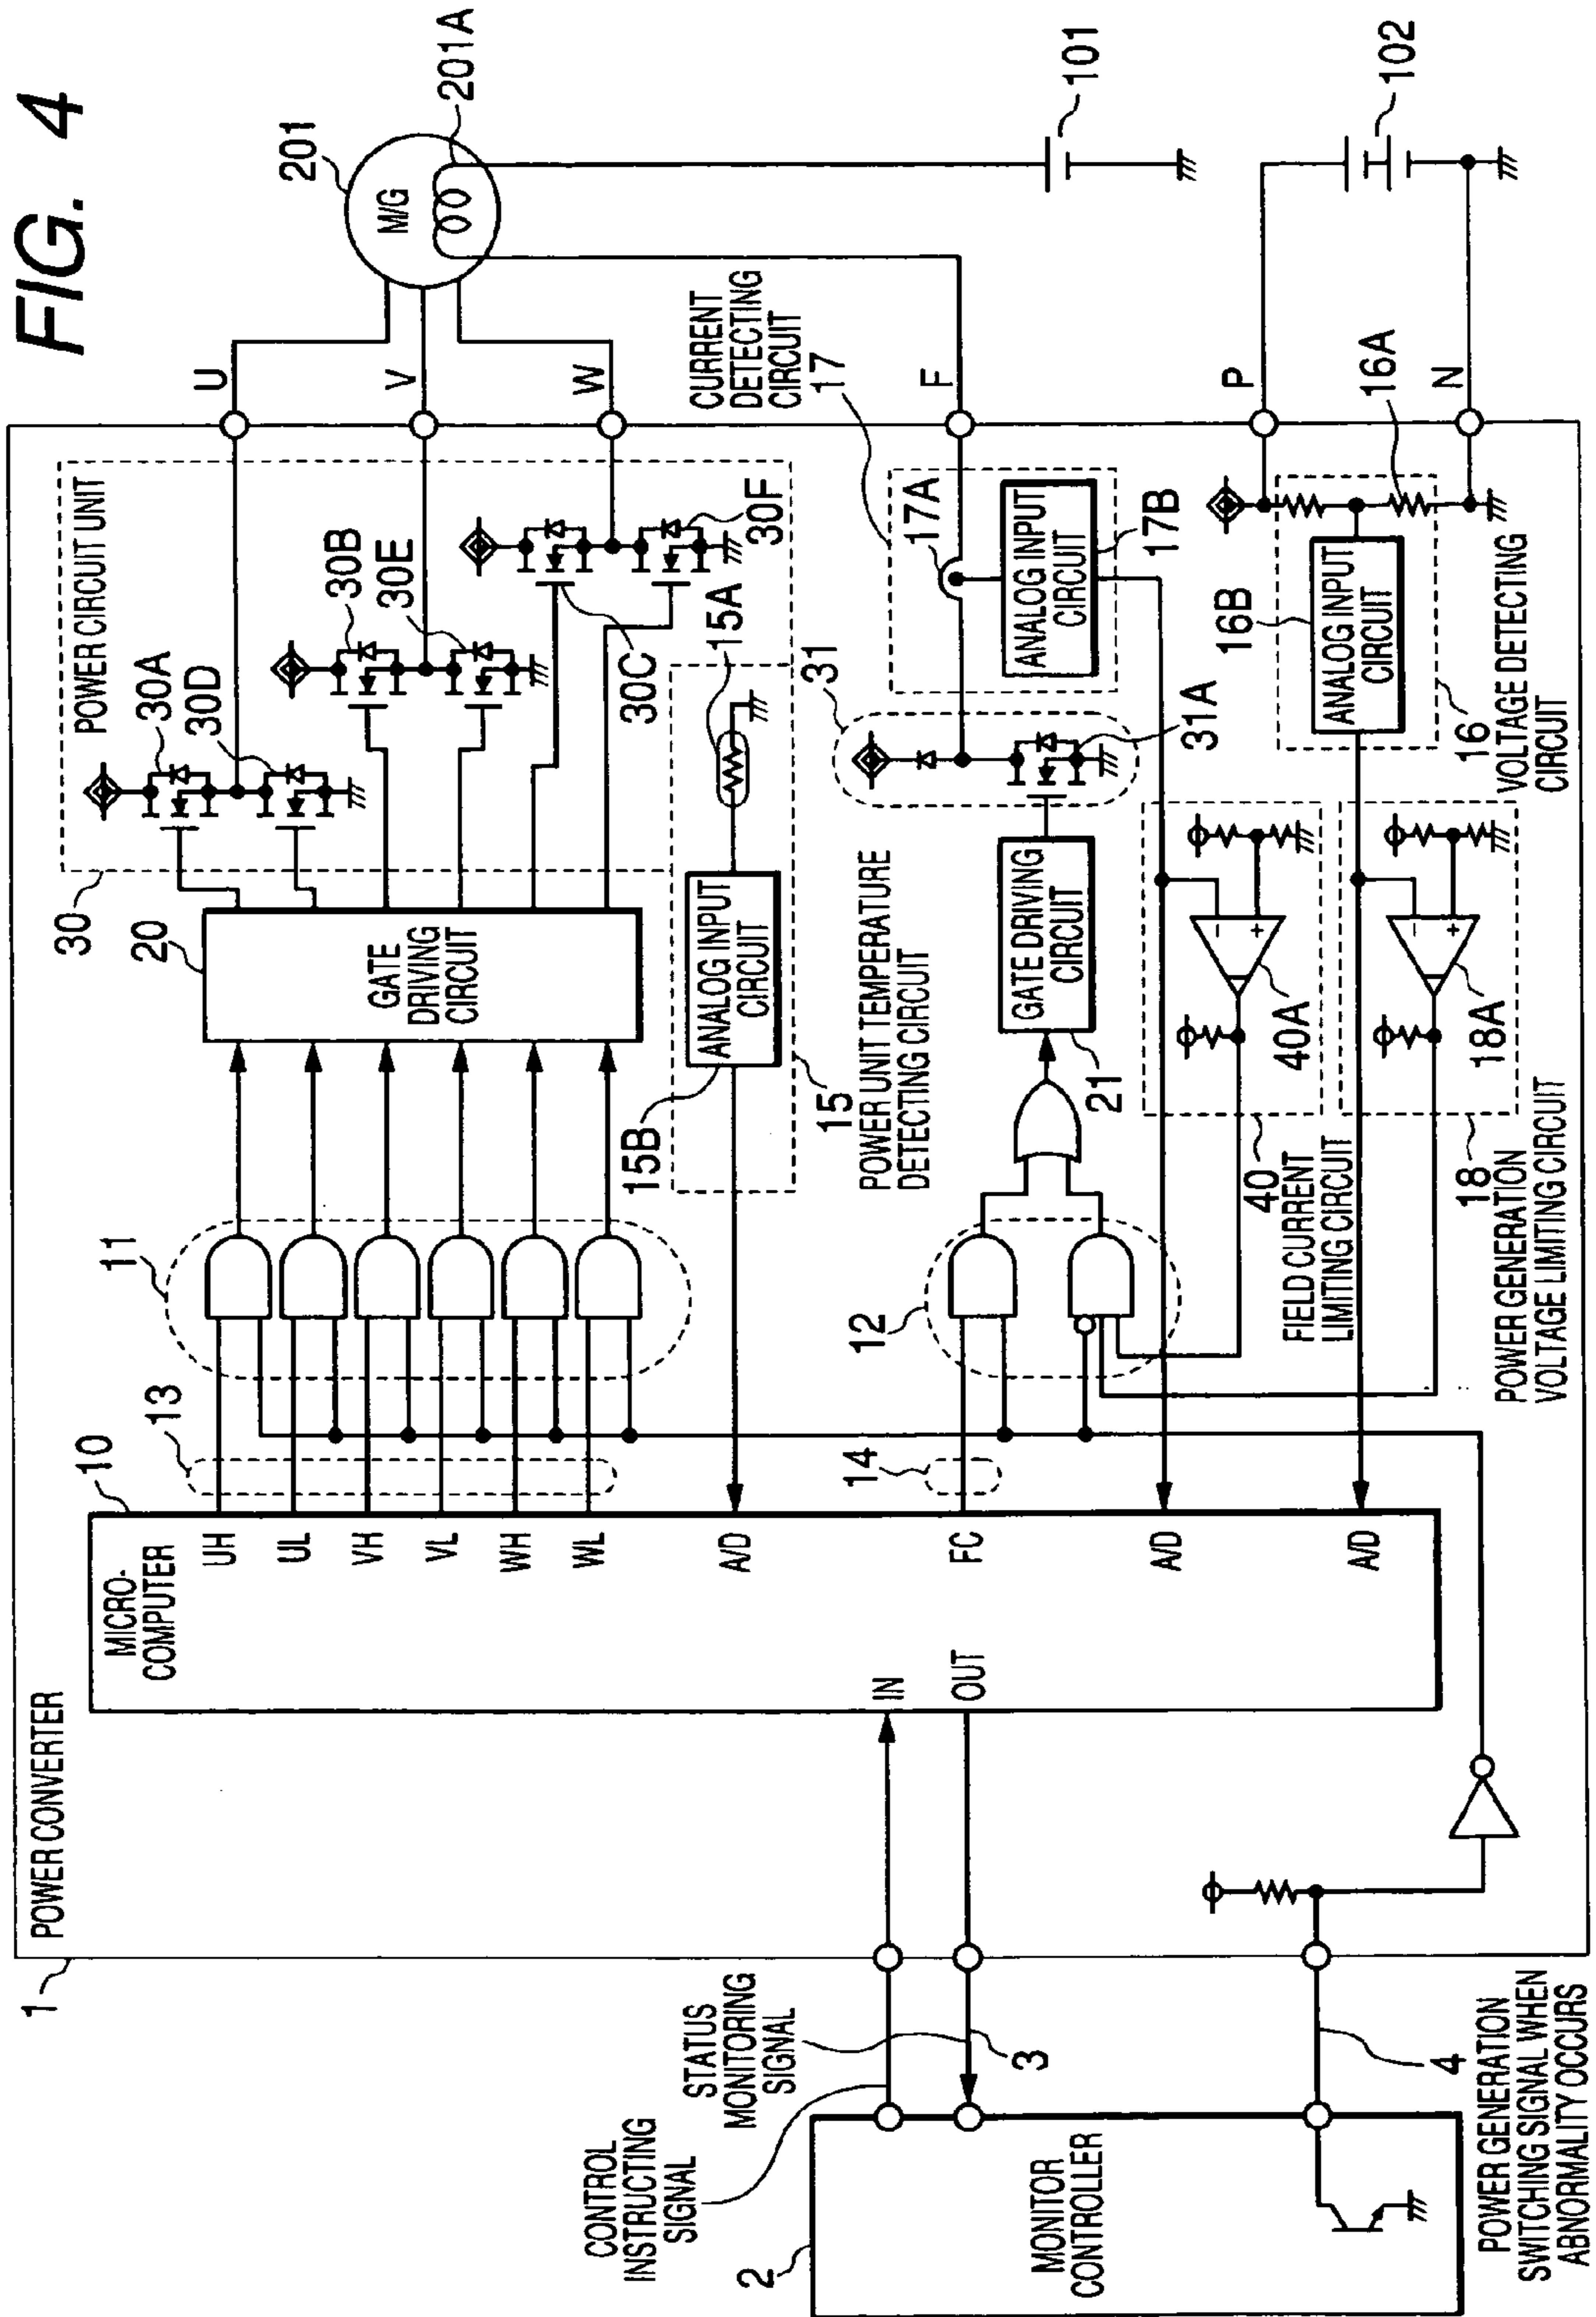 FIG. 4
POWER CONVERTER
1
2
MONITOR
CONTROLLER
CONTROL
INSTRUCTING
SIGNAL
STATUS
MONITORING
SIGNAL
3
4
POWER GENERATION
SWITCHING SIGNAL WHEN
ABNORMALITY OCCURS
10
MICRO-
COMPUTER
IN
OUT
UH
UL
VH
VL
WH
WL
A/D
FC
A/D
A/D
13
14
11
12
20
GATE
DRIVING
CIRCUIT
30
POWER CIRCUIT UNIT
30A
30D
30B
30E
30C
30F
15A
15B
ANALOG INPUT
CIRCUIT
15
POWER UNIT TEMPERATURE
DETECTING CIRCUIT
GATE DRIVING
CIRCUIT
21
31
31A
CURRENT
DETECTING
CIRCUIT
17
17A
ANALOG INPUT
CIRCUIT
17B
16A
16B
ANALOG INPUT
CIRCUIT
16
VOLTAGE DETECTING
CIRCUIT
-
+
40A
40
FIELD CURRENT
LIMITING CIRCUIT
-
+
18A
18
POWER GENERATION
VOLTAGE LIMITING CIRCUIT
U
V
W
F
P
N
201
M/G
201A
101
102